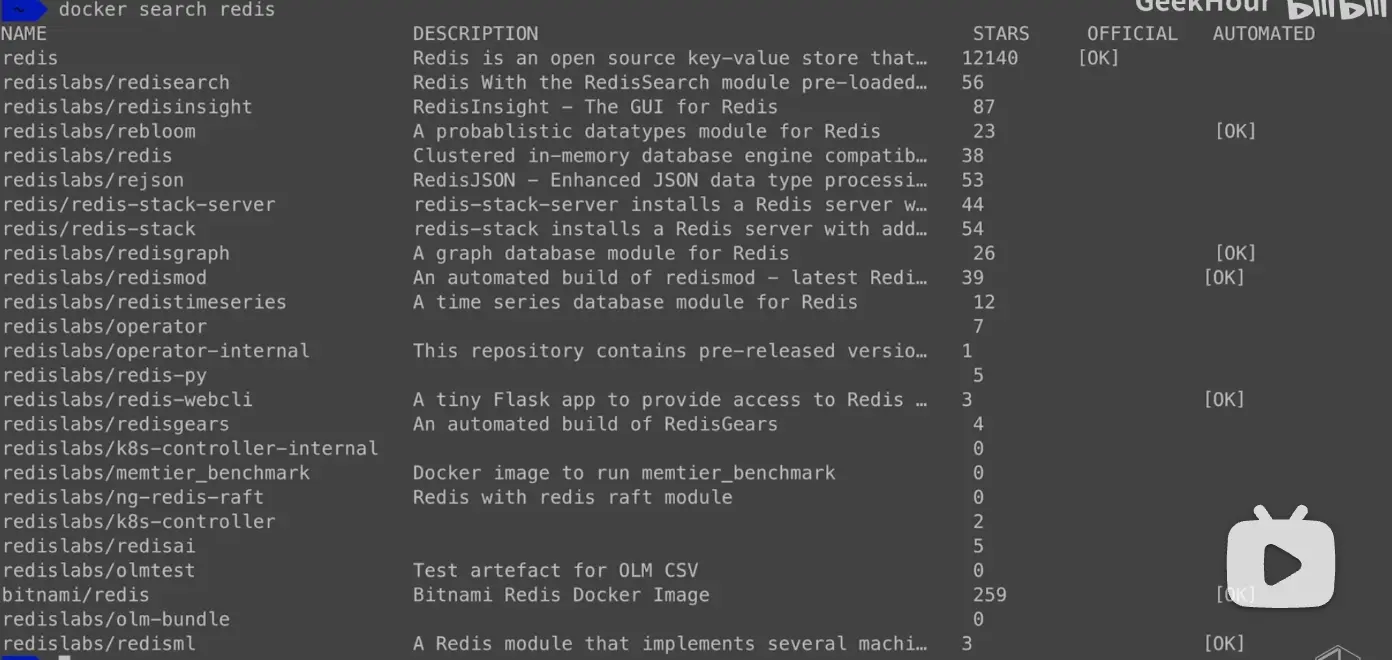 ~ docker search redis
GeekHour bilibili
NAME DESCRIPTION STARS OFFICIAL AUTOMATED
redis Redis is an open source key-value store that… 12140 [OK]
redislabs/redisearch Redis With the RedisSearch module pre-loaded… 56
redislabs/redisinsight RedisInsight - The GUI for Redis 87
redislabs/rebloom A probablistic datatypes module for Redis 23 [OK]
redislabs/redis Clustered in-memory database engine compatib… 38
redislabs/rejson RedisJSON - Enhanced JSON data type processi… 53
redis/redis-stack-server redis-stack-server installs a Redis server w… 44
redis/redis-stack redis-stack installs a Redis server with add… 54
redislabs/redisgraph A graph database module for Redis 26 [OK]
redislabs/redismod An automated build of redismod - latest Redi… 39 [OK]
redislabs/redistimeseries A time series database module for Redis 12
redislabs/operator 7
redislabs/operator-internal This repository contains pre-released versio… 1
redislabs/redis-py 5
redislabs/redis-webcli A tiny Flask app to provide access to Redis … 3 [OK]
redislabs/redisgears An automated build of RedisGears 4
redislabs/k8s-controller-internal 0
redislabs/memtier_benchmark Docker image to run memtier_benchmark 0
redislabs/ng-redis-raft Redis with redis raft module 0
redislabs/k8s-controller 2
redislabs/redisai 5
redislabs/olmtest Test artefact for OLM CSV 0
bitnami/redis Bitnami Redis Docker Image 259 [OK]
redislabs/olm-bundle 0
redislabs/redisml A Redis module that implements several machi… 3 [OK]